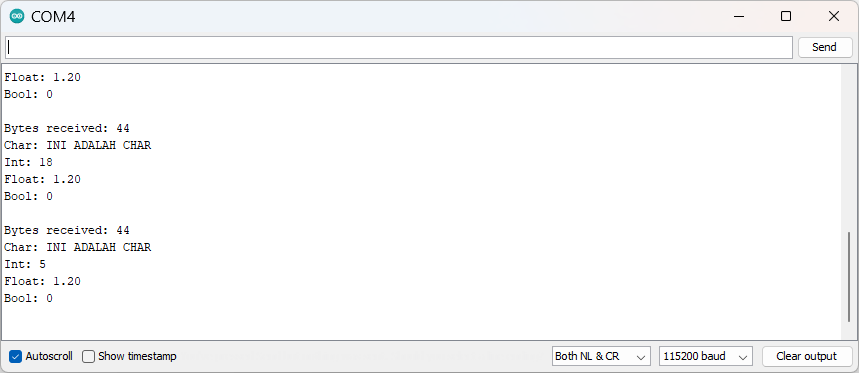 COM4
Send
Float: 1.20
Bool: 0
Bytes received: 44
Char: INI ADALAH CHAR
Int: 18
Float: 1.20
Bool: 0
Bytes received: 44
Char: INI ADALAH CHAR
Int: 5
Float: 1.20
Bool: 0
Autoscroll Show timestamp Both NL & CR 115200 baud Clear output